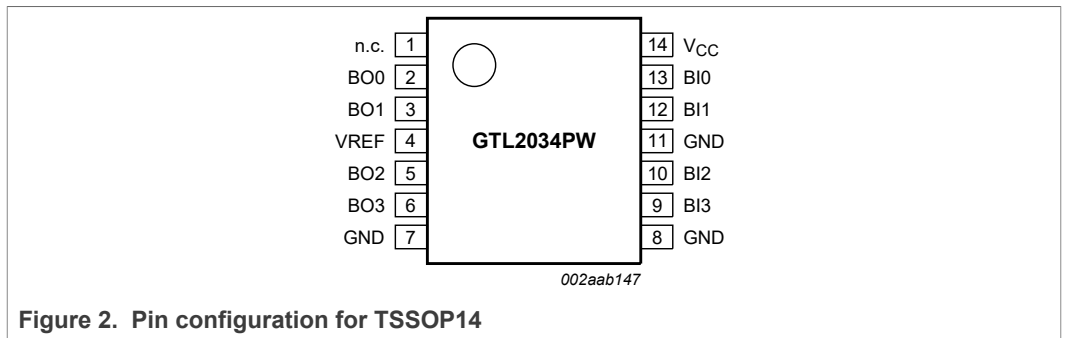 n.c. 1 14 VCC
BO0 2 13 BI0
BO1 3 12 BI1
VREF 4 GTL2034PW 11 GND
BO2 5 10 BI2
BO3 6 9 BI3
GND 7 8 GND
002aab147
Figure 2. Pin configuration for TSSOP14